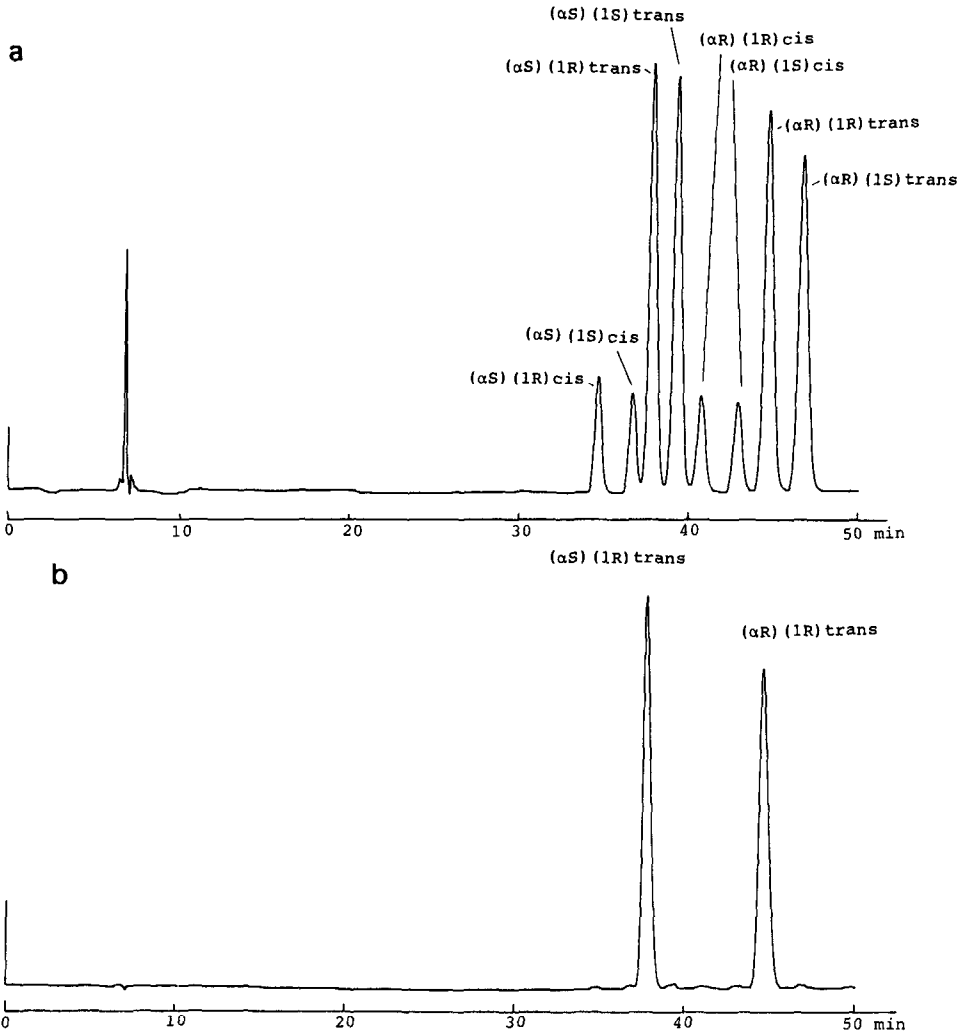 a
(αS)(1S)trans
(αR)(1R)cis
(αS)(1R)trans
(αR)(1S)cis
(αR)(1R)trans
(αR)(1S)trans
(αS)(1S)cis
(αS)(1R)cis
0 10 20 30 40 50 min
b
(αS)(1R)trans
(αR)(1R)trans
0 10 20 30 40 50 min